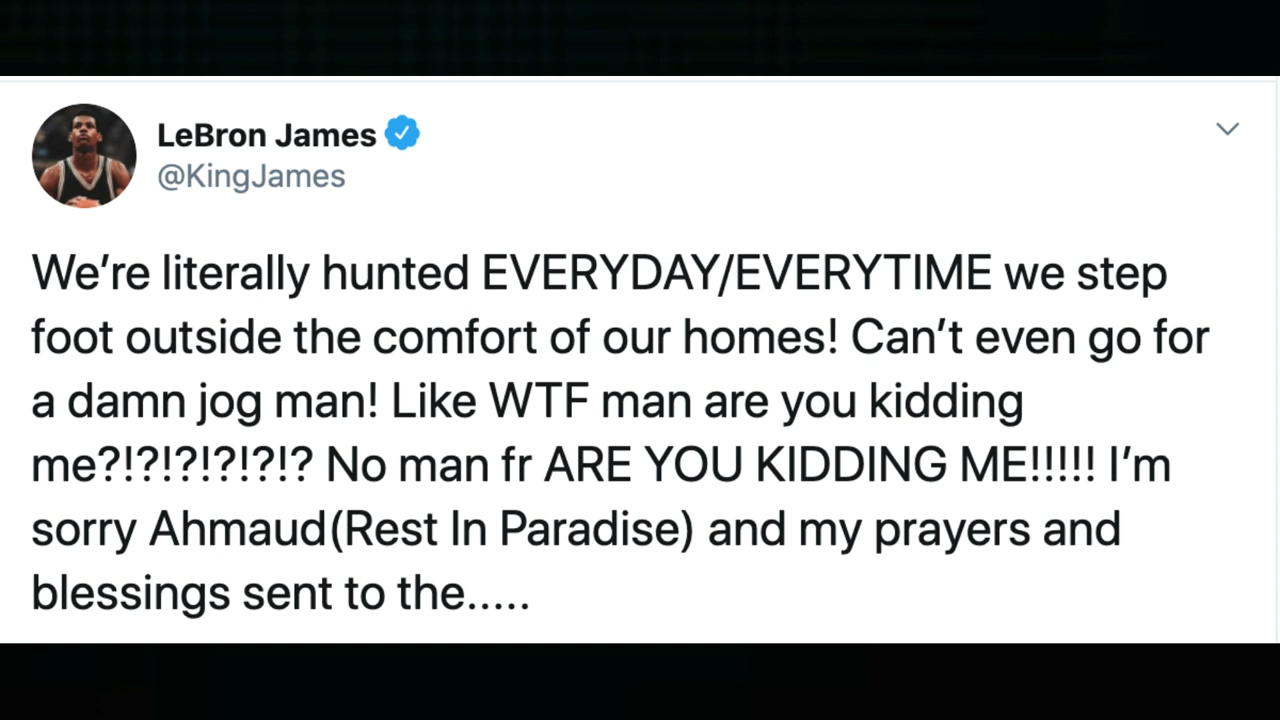 LeBron James
@KingJames
We’re literally hunted EVERYDAY/EVERYTIME we step
foot outside the comfort of our homes! Can’t even go for
a damn jog man! Like WTF man are you kidding
me?!?!?!?!?!? No man fr ARE YOU KIDDING ME!!!!! I’m
sorry Ahmaud(Rest In Paradise) and my prayers and
blessings sent to the.....